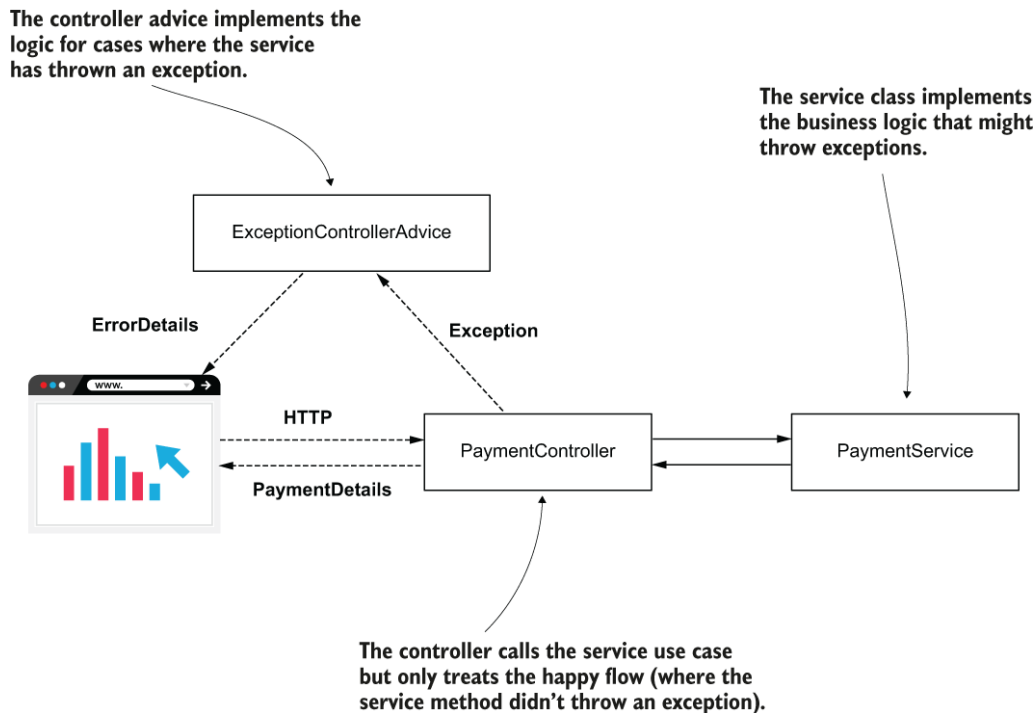 The controller advice implements the
logic for cases where the service
has thrown an exception.
The service class implements
the business logic that might
throw exceptions.
ExceptionControllerAdvice
ErrorDetails
Exception
www.
HTTP
PaymentController
PaymentService
PaymentDetails
The controller calls the service use case
but only treats the happy flow (where the
service method didn’t throw an exception).